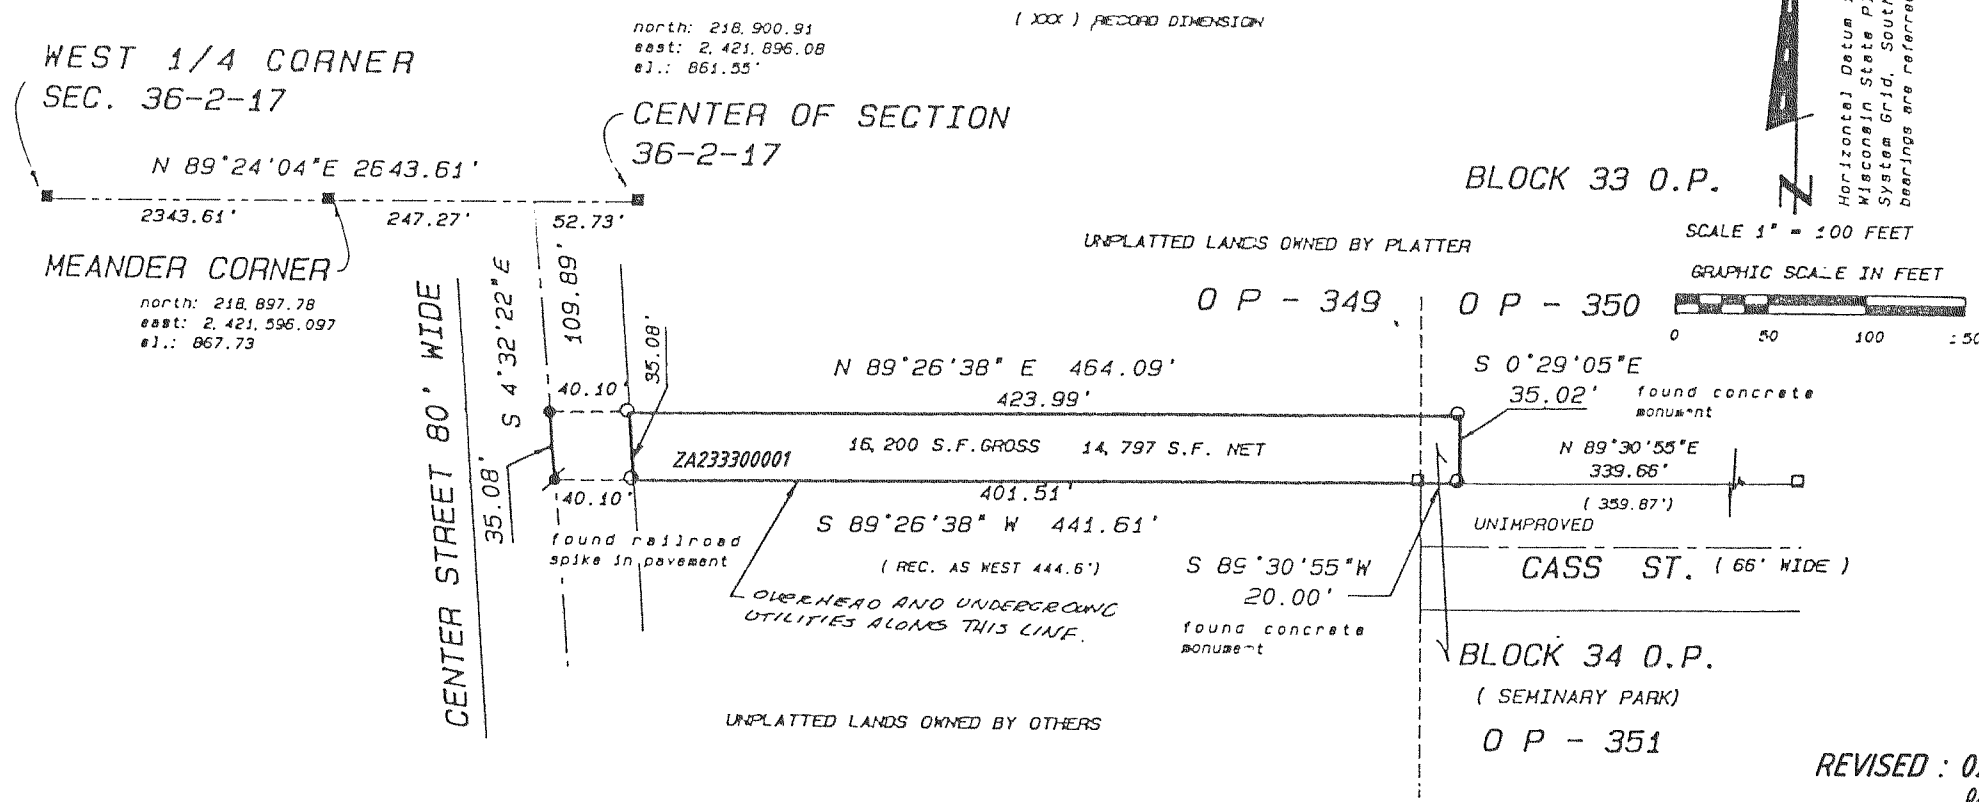 ( XXX ) RECORD DIMENSION
north: 218,900.91
east: 2,421,896.08
el.: 861.55'
WEST 1/4 CORNER
SEC. 36-2-17
CENTER OF SECTION
36-2-17
N 89°24'04"E 2643.61'
2343.61'
247.27'
52.73'
MEANDER CORNER
north: 218,897.78
east: 2,421,596.097
el.: 867.73
Horizontal Datum
Wisconsin State
System Grid, South
bearings are referred
BLOCK 33 O.P.
SCALE 1" = 100 FEET
GRAPHIC SCALE IN FEET
0 50 100
UNPLATTED LANDS OWNED BY PLATTER
O P - 349
O P - 350
CENTER STREET 80' WIDE
S 4°32'22"E
109.89'
35.08'
35.08'
40.10'
40.10'
N 89°26'38" E 464.09'
423.99'
S 0°29'05"E
35.02'
found concrete
monument
16,200 S.F.GROSS 14,797 S.F. NET
ZA233300001
N 89°30'55"E
339.66'
( 359.87')
401.51'
S 89°26'38" W 441.61'
( REC. AS WEST 444.6')
found railroad
spike in pavement
OVERHEAD AND UNDERGROUND
UTILITIES ALONG THIS LINE.
S 89°30'55"W
20.00'
found concrete
monument
UNIMPROVED
CASS ST. ( 66' WIDE )
BLOCK 34 O.P.
( SEMINARY PARK)
O P - 351
UNPLATTED LANDS OWNED BY OTHERS
REVISED :